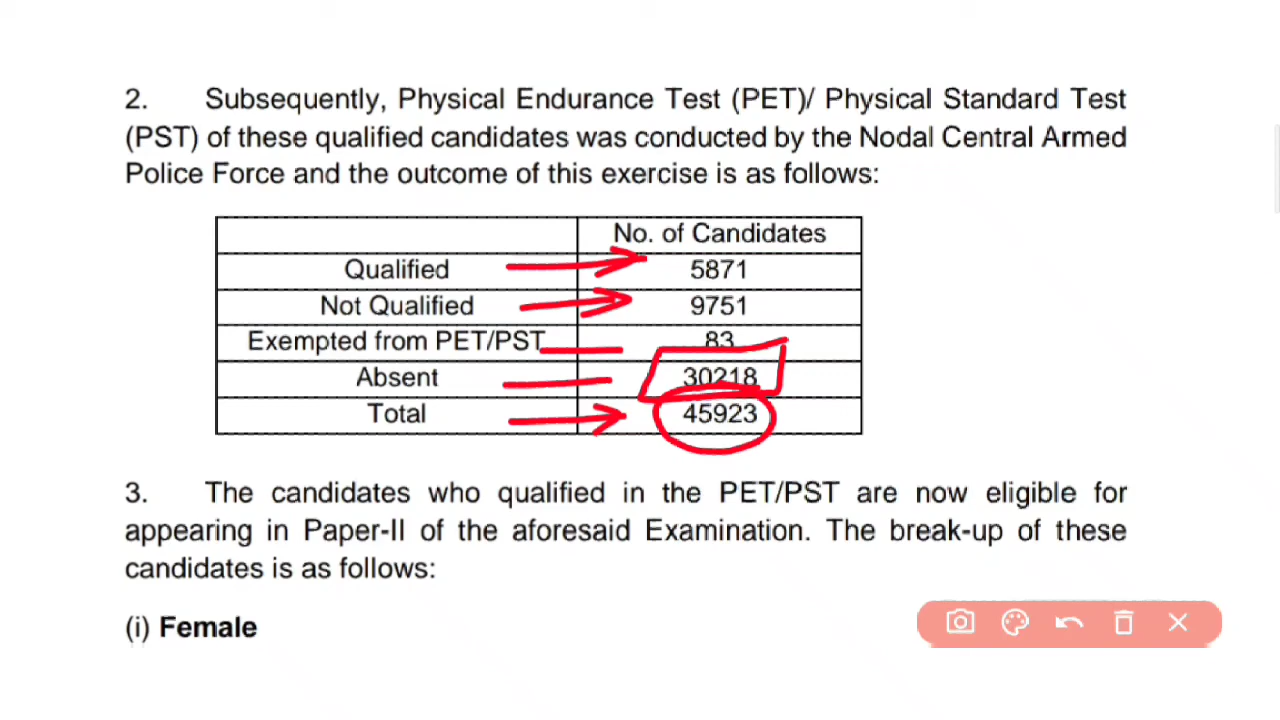 2. Subsequently, Physical Endurance Test (PET)/ Physical Standard Test
(PST) of these qualified candidates was conducted by the Nodal Central Armed
Police Force and the outcome of this exercise is as follows:
No. of Candidates
Qualified 5871
Not Qualified 9751
Exempted from PET/PST 83
Absent 30218
Total 45923
3. The candidates who qualified in the PET/PST are now eligible for
appearing in Paper-II of the aforesaid Examination. The break-up of these
candidates is as follows:
(i) Female